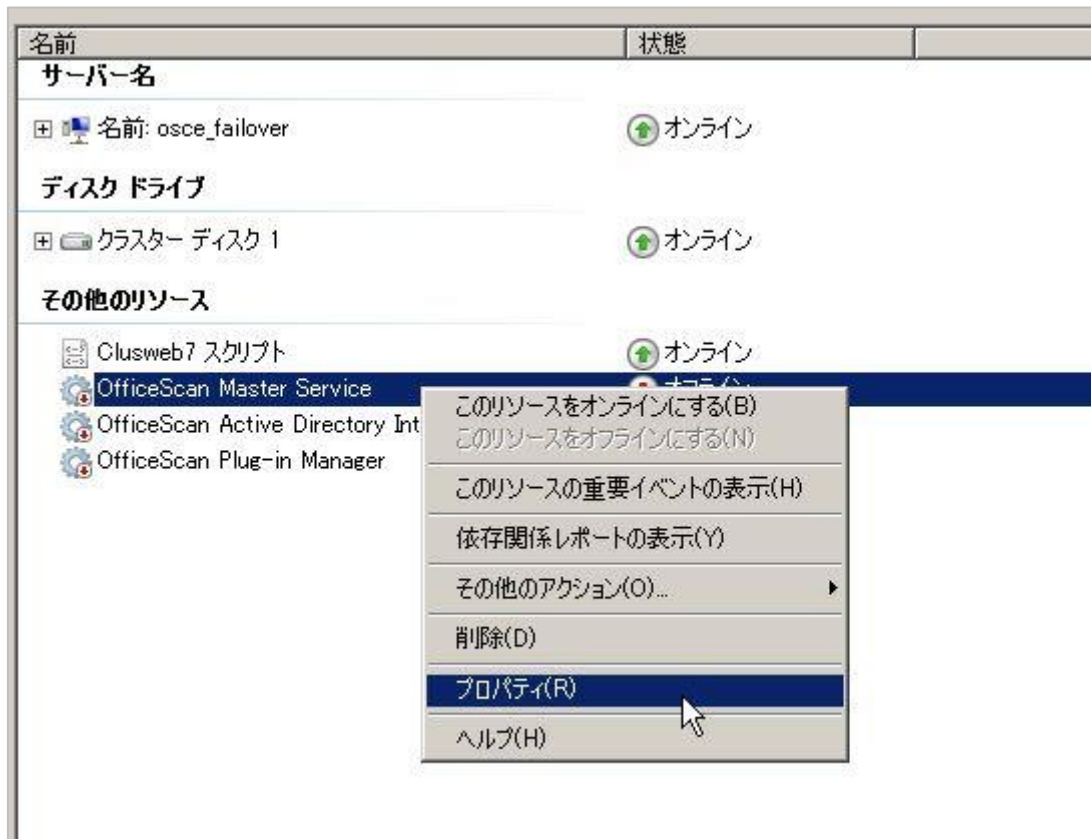 名前 状態
サーバー名
名前: osce_failover オンライン
ディスク ドライブ
クラスター ディスク 1 オンライン
その他のリソース
Clusweb7 スクリプト オンライン
OfficeScan Master Service
OfficeScan Active Directory Int
OfficeScan Plug-in Manager
このリソースをオンラインにする(B)
このリソースをオフラインにする(N)
このリソースの重要イベントの表示(H)
依存関係レポートの表示(Y)
その他のアクション(O)...
削除(D)
プロパティ(R)
ヘルプ(H)